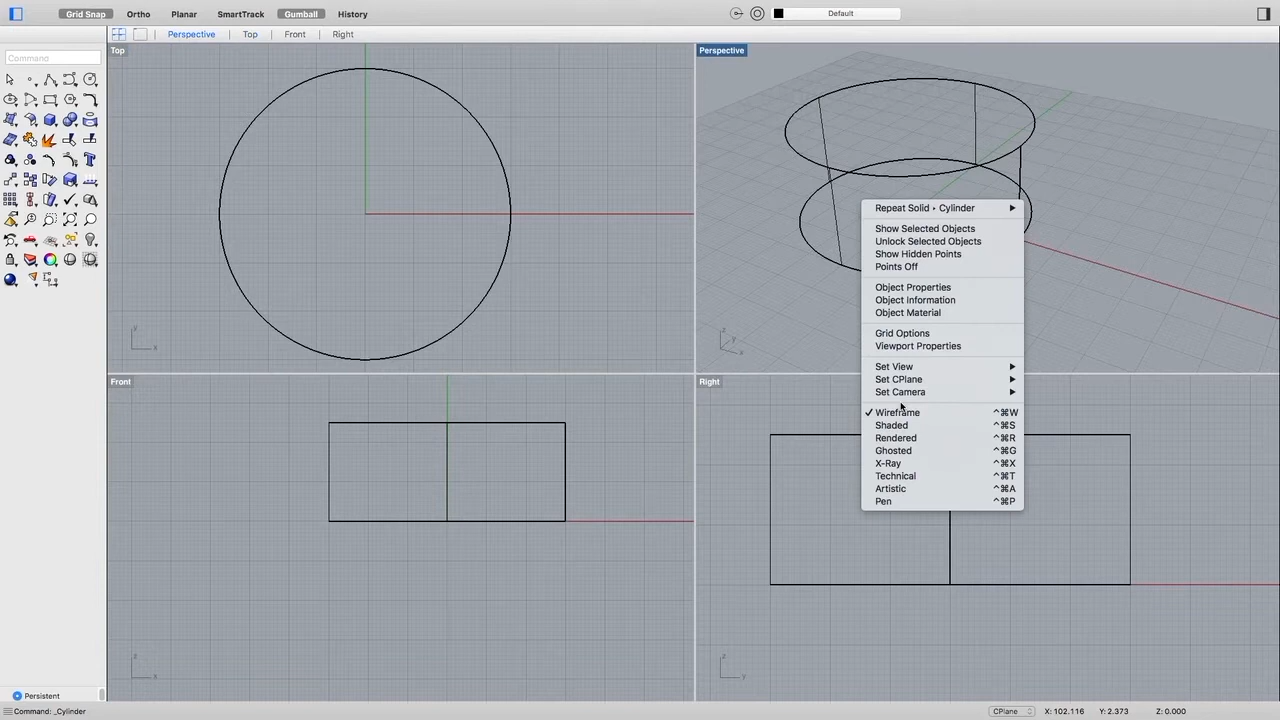 Grid Snap Ortho Planar SmartTrack Gumball History Default
Perspective Top Front Right
Command
Top
Perspective
Front
Right
Repeat Sold ‣ Cylinder
Show Selected Objects
Unlock Selected Objects
Show Hidden Points
Points Off
Object Properties
Object Information
Object Material
Grid Options
Viewport Properties
Set View
Set CPlane
Set Camera
✓ Wireframe ^⌘W
Shaded ^⌘S
Rendered ^⌘R
Ghosted ^⌘G
X-Ray ^⌘X
Technical ^⌘T
Artistic ^⌘A
Pen ^⌘P
y
x
z
y
x
z
x
z
y
Persistent
Command: _Cylinder
CPlane X: 102.116 Y: 2.373 Z: 0.000